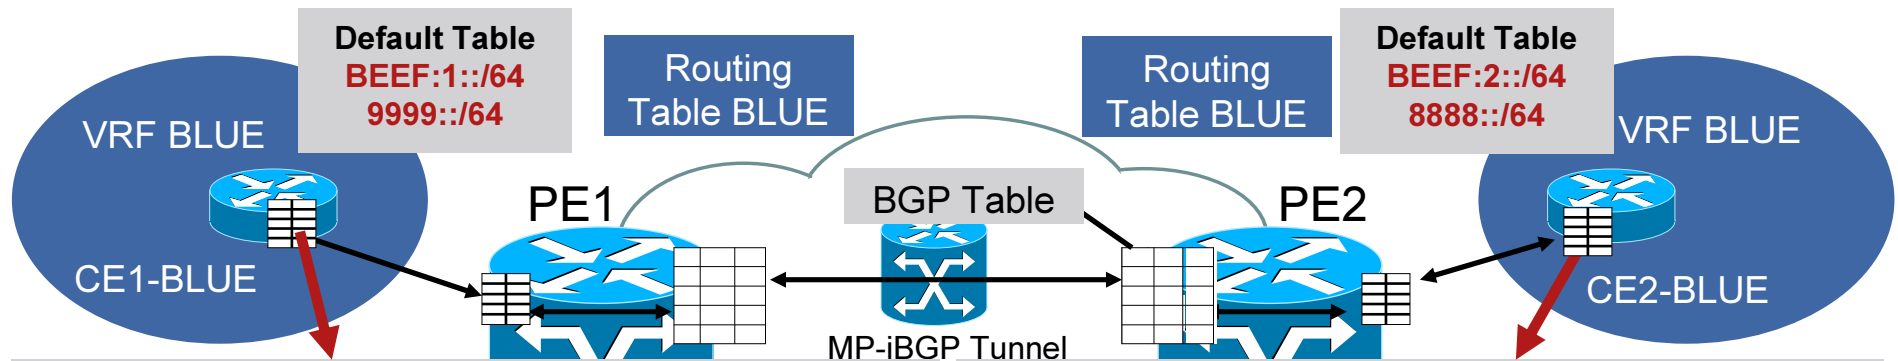 Default Table
BEEF:1::/64
9999::/64
Routing
Table BLUE
Routing
Table BLUE
Default Table
BEEF:2::/64
8888::/64
VRF BLUE
VRF BLUE
PE1
BGP Table
PE2
CE1-BLUE
CE2-BLUE
MP-iBGP Tunnel